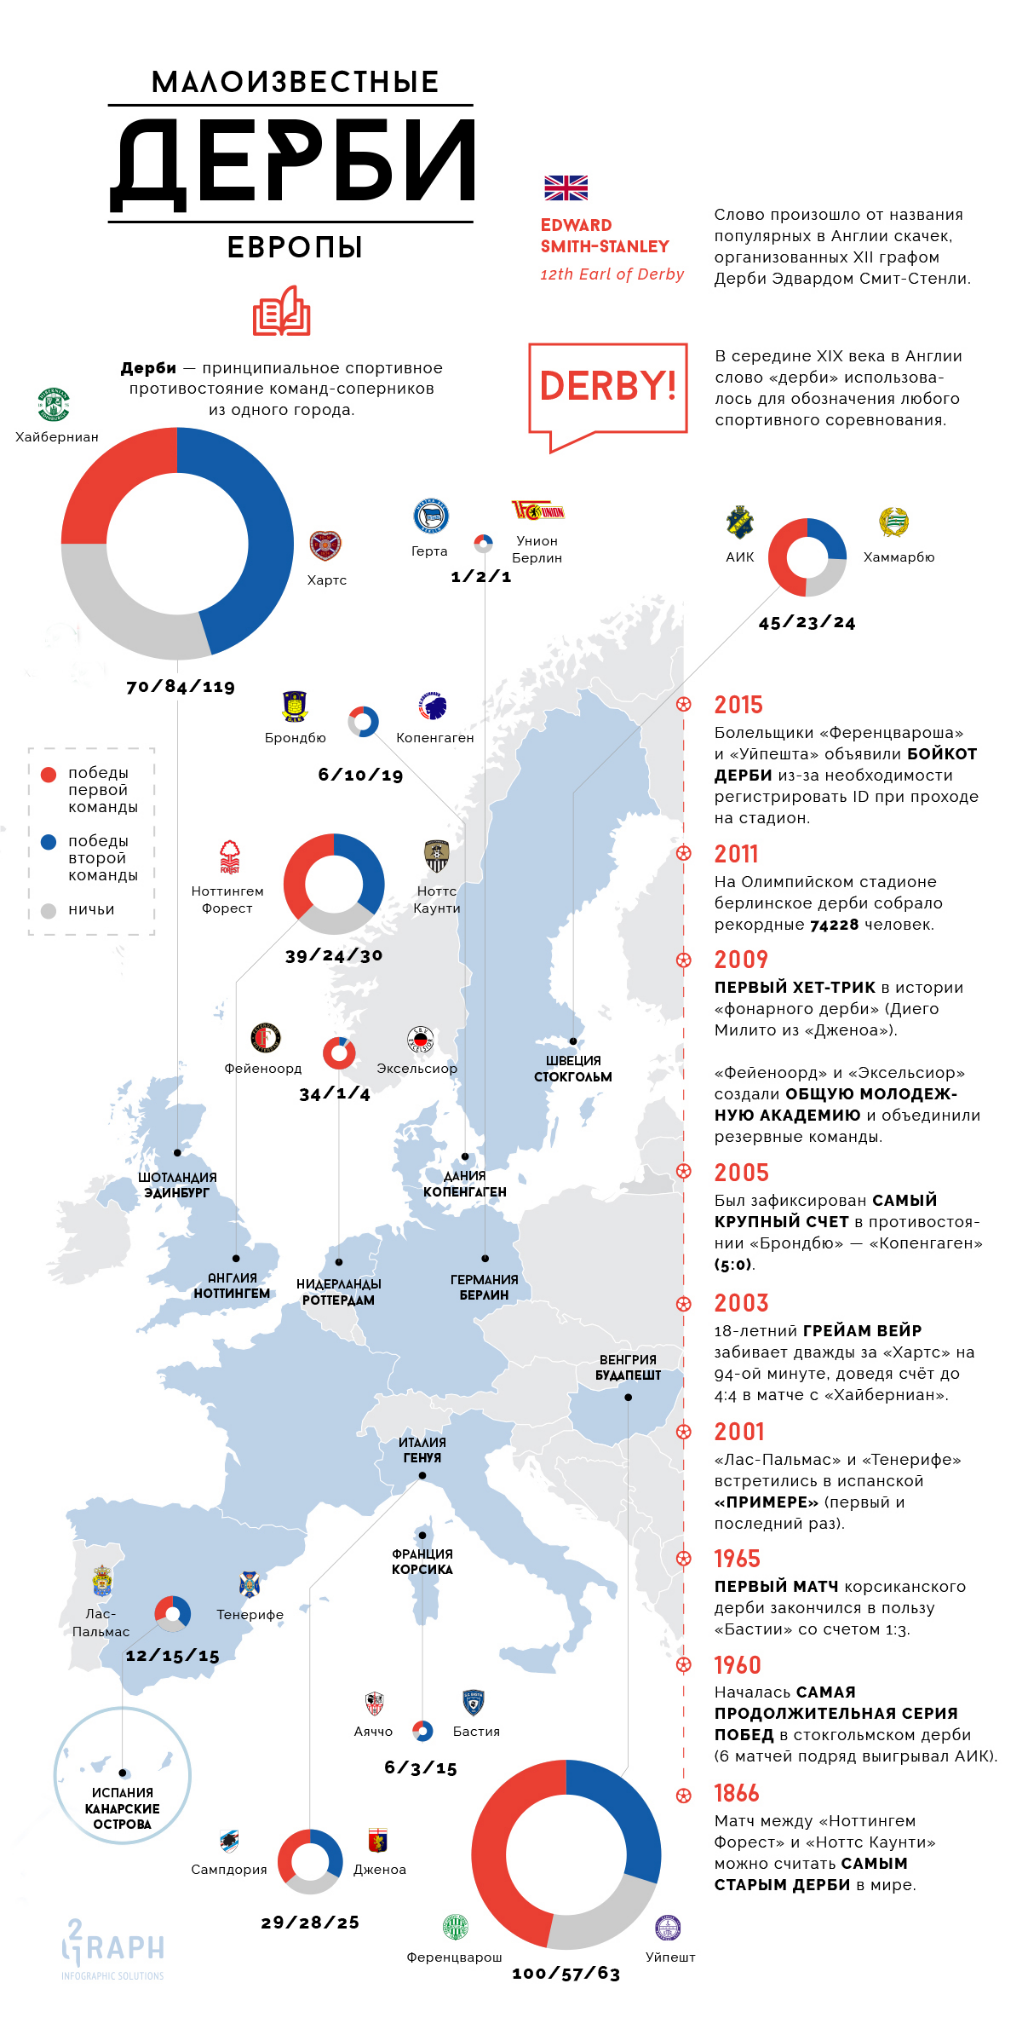 МАЛОИЗВЕСТНЫЕ
ДЕРБИ
ЕВРОПЫ
Дерби — принципиальное спортивное
противостояние команд-соперников
из одного города.
EDWARD
SMITH-STANLEY
12th Earl of Derby
Слово произошло от названия
популярных в Англии скачек,
организованных XII графом
Дерби Эдвардом Смит-Стенли.
DERBY!
В середине XIX века в Англии
слово «дерби» использова-
лось для обозначения любого
спортивного соревнования.
Хайберниан
Хартс
70/84/119
Герта
Унион
Берлин
1/2/1
АИК
Хаммарбю
45/23/24
Брондбю
Копенгаген
6/10/19
победы
первой
команды
победы
второй
команды
ничьи
Ноттингем
Форест
Ноттс
Каунти
39/24/30
Фейеноорд
Эксельсиор
34/1/4
ШВЕЦИЯ
СТОКГОЛЬМ
ШОТЛАНДИЯ
ЭДИНБУРГ
ДАНИЯ
КОПЕНГАГЕН
АНГЛИЯ
НОТТИНГЕМ
НИДЕРЛАНДЫ
РОТТЕРДАМ
ГЕРМАНИЯ
БЕРЛИН
ВЕНГРИЯ
БУДАПЕШТ
ИТАЛИЯ
ГЕНУЯ
ФРАНЦИЯ
КОРСИКА
Лас-
Пальмас
Тенерифе
12/15/15
ИСПАНИЯ
КАНАРСКИЕ
ОСТРОВА
Аяччо
Бастия
6/3/15
Сампдория
Дженоа
29/28/25
Ференцварош
Уйпешт
100/57/63
2015
Болельщики «Ференцвароша»
и «Уйпешта» объявили БОЙКОТ
ДЕРБИ из-за необходимости
регистрировать ID при проходе
на стадион.
2011
На Олимпийском стадионе
берлинское дерби собрало
рекордные 74228 человек.
2009
ПЕРВЫЙ ХЕТ-ТРИК в истории
«фонарного дерби» (Диего
Милито из «Дженоа»).
«Фейеноорд» и «Эксельсиор»
создали ОБЩУЮ МОЛОДЕЖ-
НУЮ АКАДЕМИЮ и объединили
резервные команды.
2005
Был зафиксирован САМЫЙ
КРУПНЫЙ СЧЕТ в противостоя-
нии «Брондбю» — «Копенгаген»
(5:0).
2003
18-летний ГРЕЙАМ ВЕЙР
забивает дважды за «Хартс» на
94-ой минуте, доведя счёт до
4:4 в матче с «Хайберниан».
2001
«Лас-Пальмас» и «Тенерифе»
встретились в испанской
«ПРИМЕРЕ» (первый и
последний раз).
1965
ПЕРВЫЙ МАТЧ корсиканского
дерби закончился в пользу
«Бастии» со счетом 1:3.
1960
Началась САМАЯ
ПРОДОЛЖИТЕЛЬНАЯ СЕРИЯ
ПОБЕД в стокгольмском дерби
(6 матчей подряд выигрывал АИК).
1866
Матч между «Ноттингем
Форест» и «Ноттс Каунти»
можно считать САМЫМ
СТАРЫМ ДЕРБИ в мире.
2GRAPH
INFOGRAPHIC SOLUTIONS